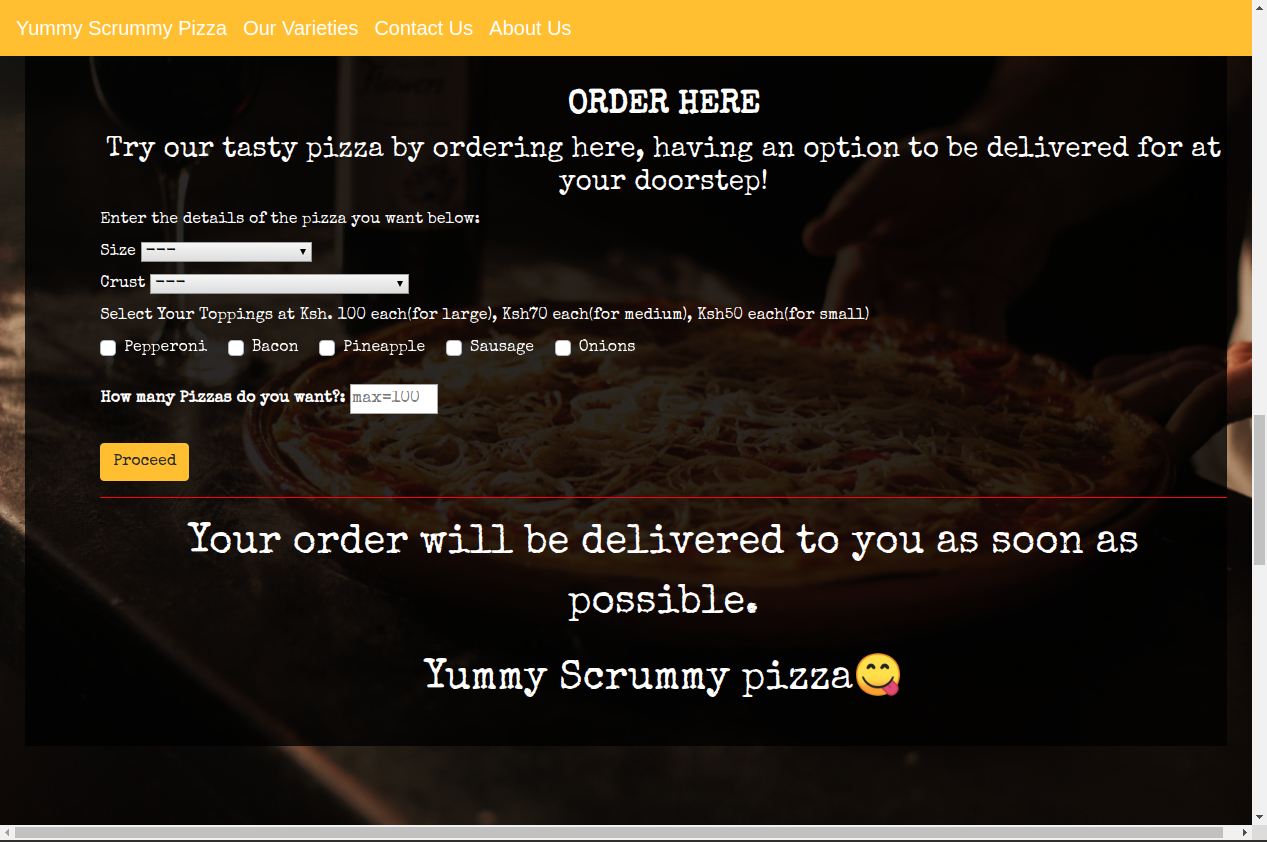 Yummy Scrummy Pizza Our Varieties Contact Us About Us
Flowers
ORDER HERE
Try our tasty pizza by ordering here, having an option to be delivered for at
your doorstep!
Enter the details of the pizza you want below:
Size ---
Crust ---
Select Your Toppings at Ksh. 100 each(for large), Ksh70 each(for medium), Ksh50 each(for small)
Pepperoni Bacon Pineapple Sausage Onions
How many Pizzas do you want?: max=100
Proceed
Your order will be delivered to you as soon as
possible.
Yummy Scrummy pizza😋